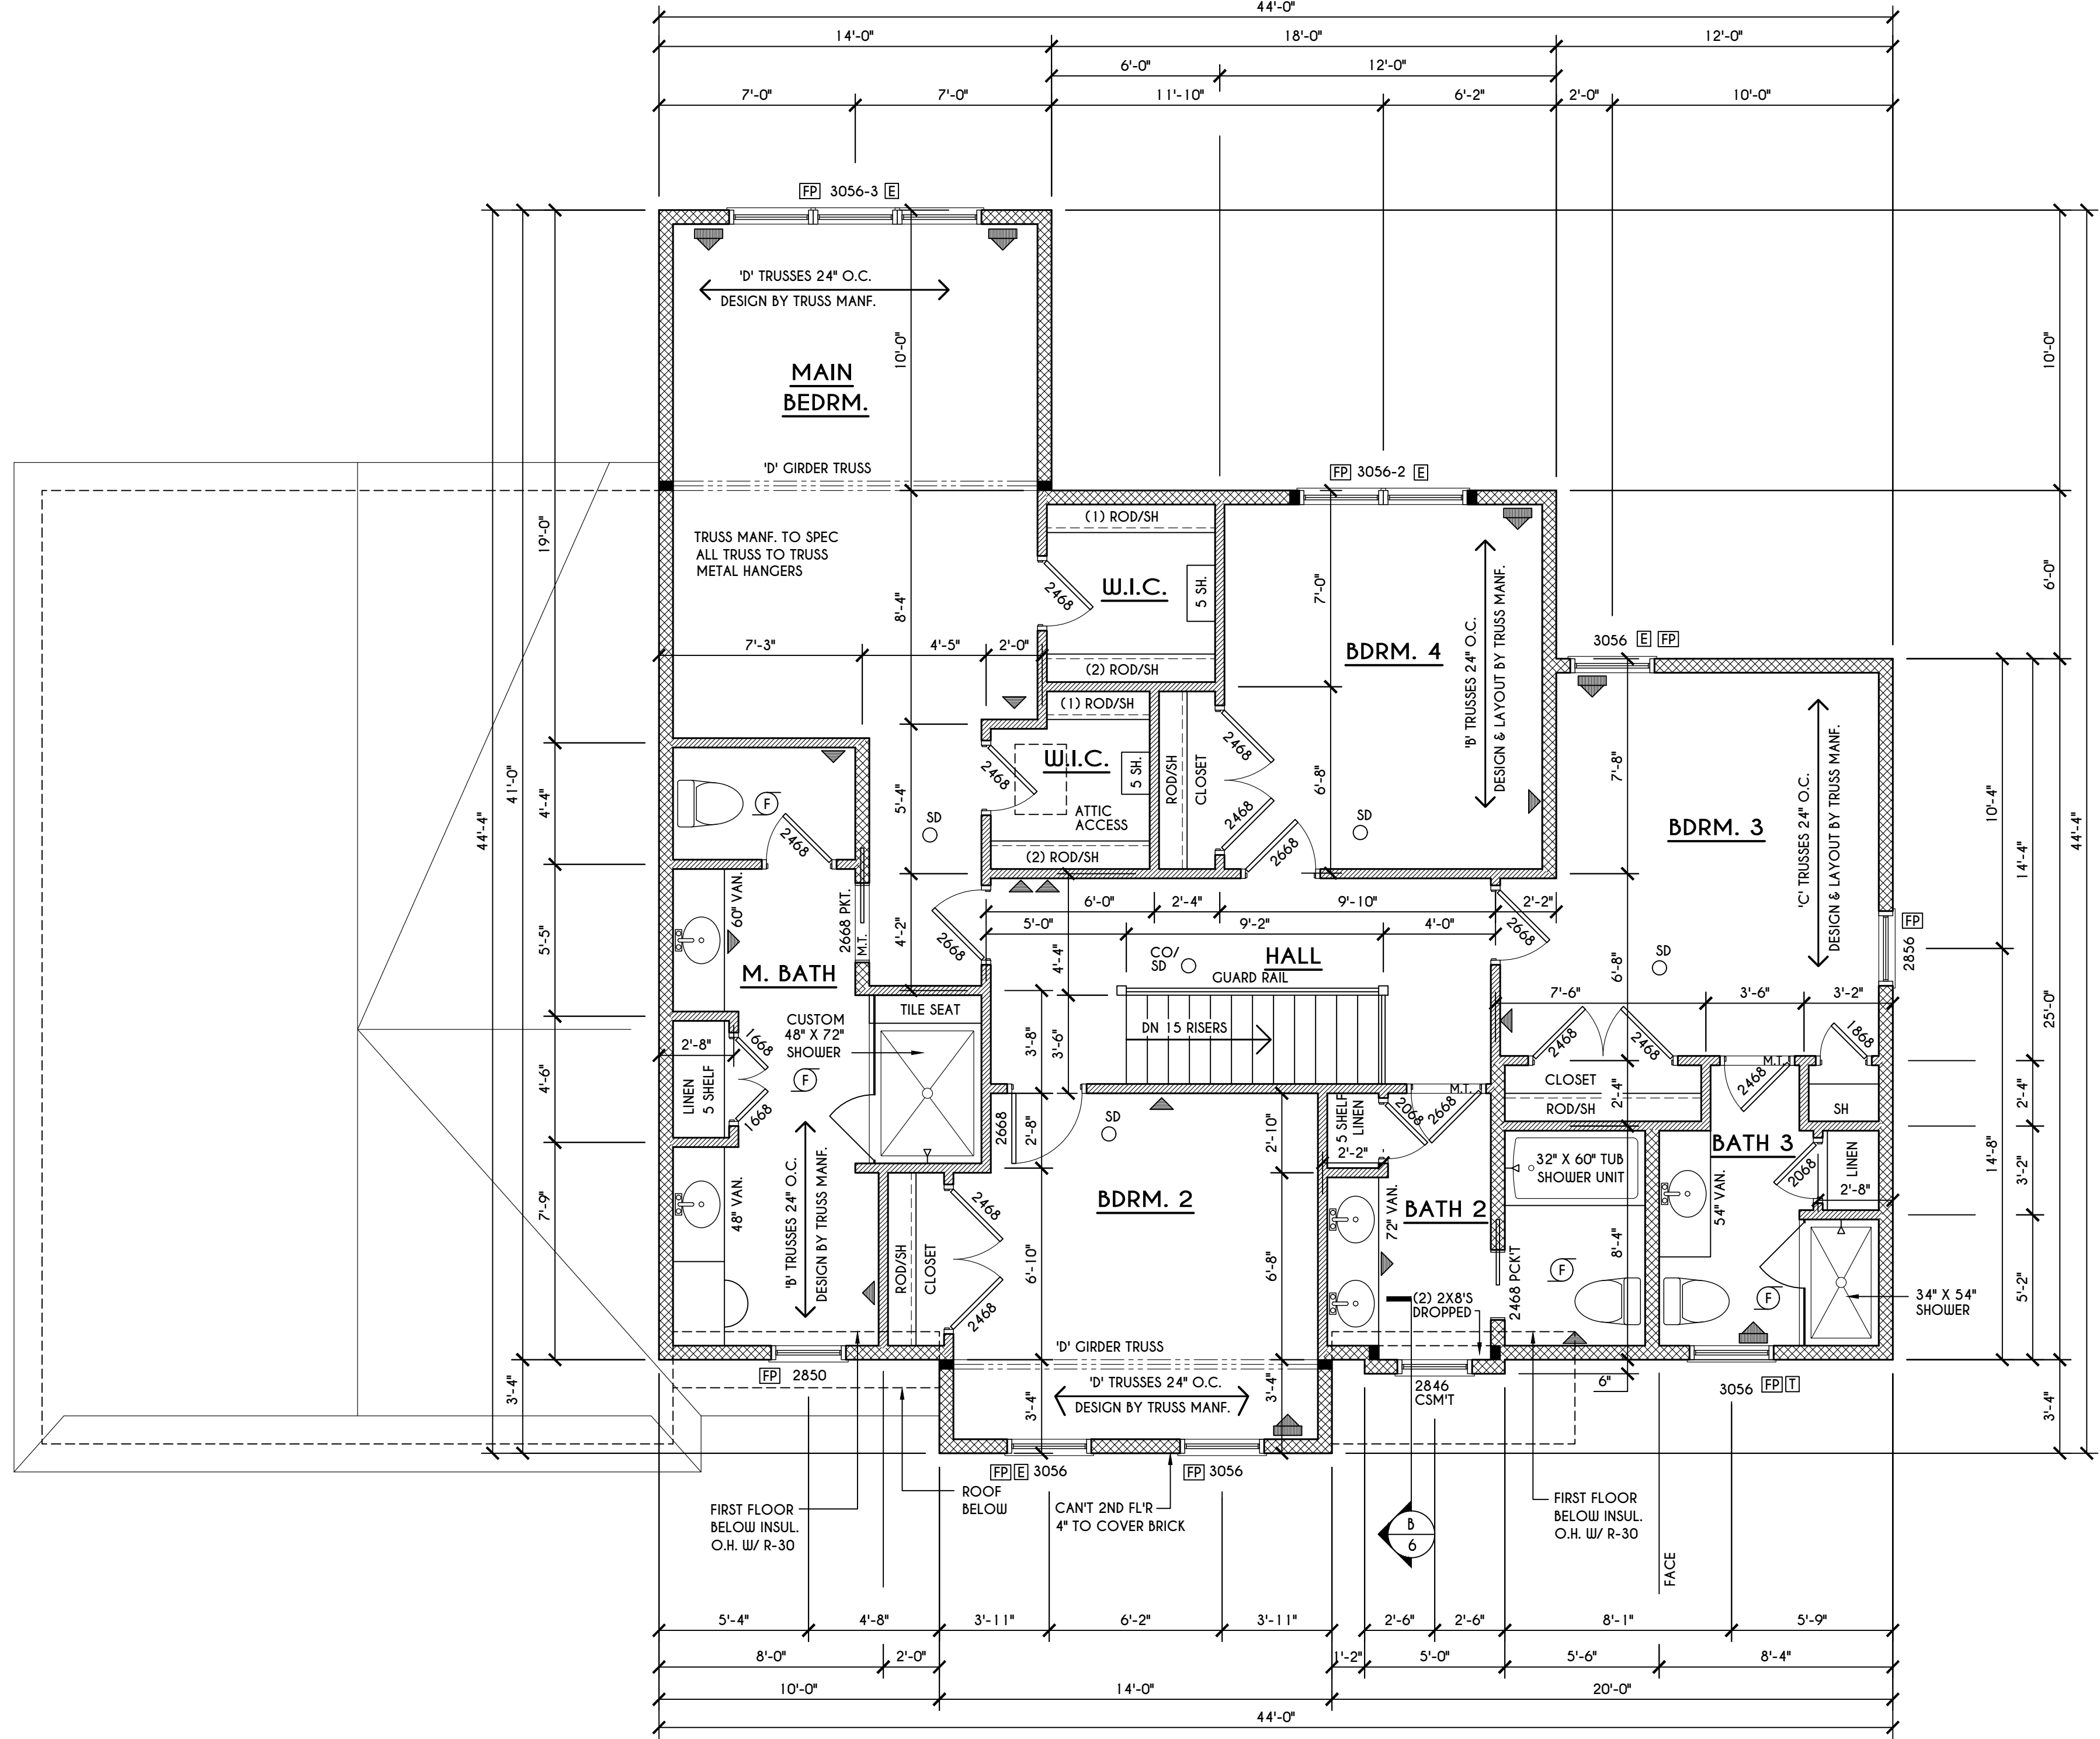 44'-0"
14'-0" 18'-0" 12'-0"
6'-0" 12'-0"
7'-0" 7'-0" 11'-10" 6'-2" 2'-0" 10'-0"
FP 3056-3 E
'D' TRUSSES 24" O.C.
DESIGN BY TRUSS MANF.
10'-0"
MAIN
BEDRM.
'D' GIRDER TRUSS
TRUSS MANF. TO SPEC
ALL TRUSS TO TRUSS
METAL HANGERS
8'-4"
7'-3" 4'-5" 2'-0"
44'-4"
41'-0"
19'-0"
4'-4"
5'-5"
4'-6"
7'-9"
3'-4"
FP 3056-2 E
(1) ROD/SH
W.I.C.
2468
5 SH.
(2) ROD/SH
7'-0"
BDRM. 4
'B' TRUSSES 24" O.C.
DESIGN & LAYOUT BY TRUSS MANF.
6'-8"
SD
(1) ROD/SH
W.I.C.
2468
5 SH.
ATTIC
ACCESS
(2) ROD/SH
ROD/SH
CLOSET
2468
2468
2668
5'-4"
SD
4'-2"
2668
3056 E FP
7'-8"
BDRM. 3
'C' TRUSSES 24" O.C.
DESIGN & LAYOUT BY TRUSS MANF.
SD
6'-8"
FP
2856
10'-0"
6'-0"
10'-4"
14'-4"
44'-4"
25'-0"
2'-4"
14'-8"
3'-2"
5'-2"
3'-4"
F
2468
60" VAN.
2668 PKT.
M.T.
M. BATH
CUSTOM
48" X 72"
SHOWER
TILE SEAT
2'-8"
1668
1668
LINEN
5 SHELF
F
48" VAN.
'B' TRUSSES 24" O.C.
DESIGN BY TRUSS MANF.
6'-0" 2'-4" 9'-10" 2'-2"
5'-0" 9'-2" 4'-0"
2668
4'-4"
CO/
SD
HALL
GUARD RAIL
DN 15 RISERS
3'-8"
3'-6"
7'-6" 3'-6" 3'-2"
2468
2468
M.T.
1868
CLOSET
ROD/SH
2'-4"
2468
SH
BATH 3
2068
LINEN
2'-8"
54" VAN.
F
34" X 54"
SHOWER
2668
2'-8"
SD
2'-10"
BDRM. 2
2468
2468
ROD/SH
CLOSET
6'-10"
6'-8"
'D' GIRDER TRUSS
'D' TRUSSES 24" O.C.
DESIGN BY TRUSS MANF.
3'-4"
3'-4"
5 SHELF
LINEN
2'-2"
2068
2668
M.T.
72" VAN.
BATH 2
32" X 60" TUB
SHOWER UNIT
2468 PCK'T
F
8'-4"
(2) 2X8'S
DROPPED
6"
2846
CSM'T
FP 2850
FP E 3056
FP 3056
3056 FP T
FIRST FLOOR
BELOW INSUL.
O.H. W/ R-30
ROOF
BELOW
CAN'T 2ND FL'R
4" TO COVER BRICK
B
6
FIRST FLOOR
BELOW INSUL.
O.H. W/ R-30
FACE
5'-4" 4'-8" 3'-11" 6'-2" 3'-11" 2'-6" 2'-6" 8'-1" 5'-9"
8'-0" 2'-0" 1'-2" 5'-0" 5'-6" 8'-4"
10'-0" 14'-0" 20'-0"
44'-0"